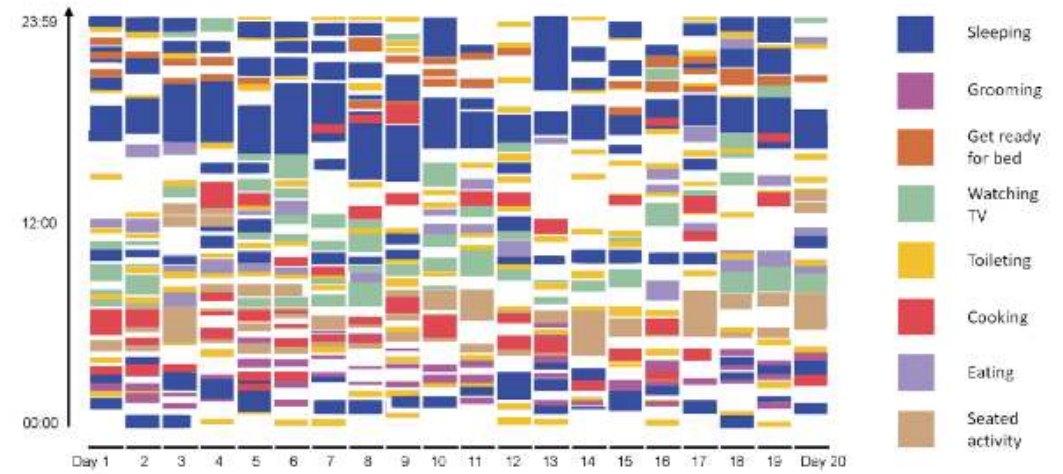 23:59
12:00
00:00
Day 1 2 3 4 5 6 7 8 9 10 11 12 13 14 15 16 17 18 19 Day 20
Sleeping
Grooming
Get ready
for bed
Watching
TV
Toileting
Cooking
Eating
Seated
activity